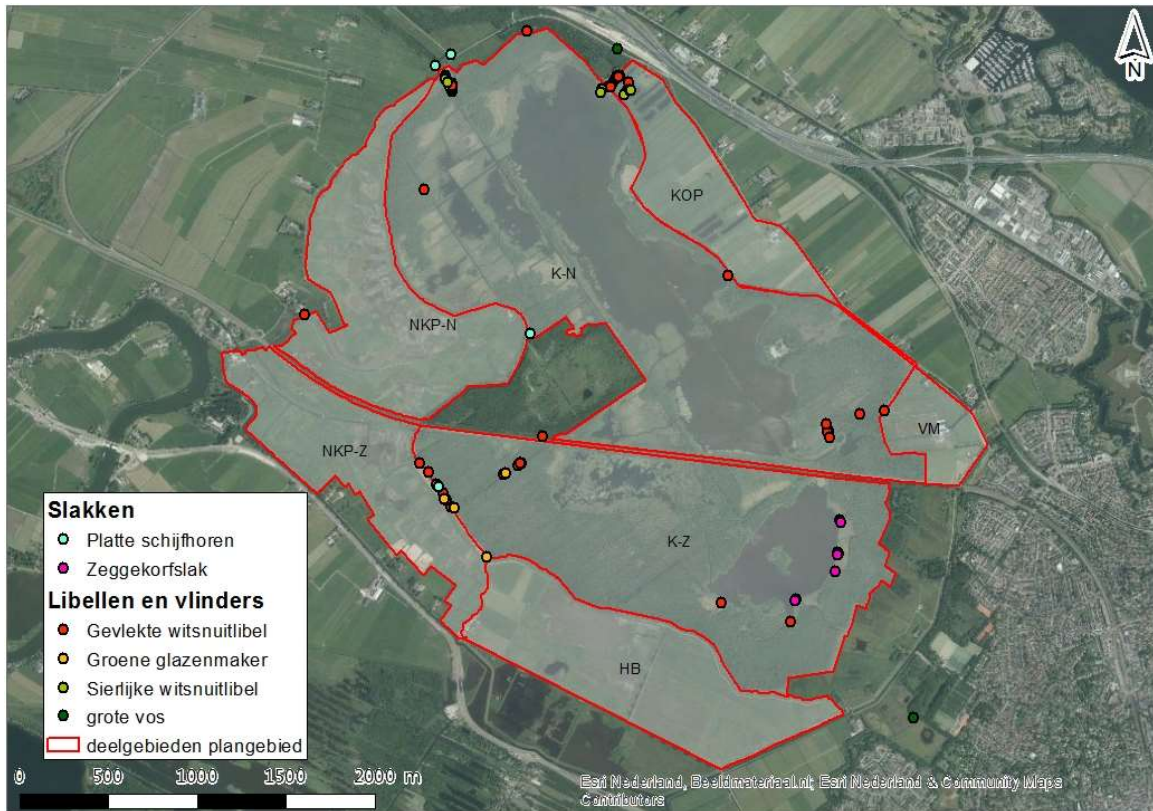 N
KOP
K-N
NKP-N
VM
NKP-Z
K-Z
HB
Slakken
Platte schijfhoren
Zeggekorfslak
Libellen en vlinders
Gevlekte witsnuitlibel
Groene glazenmaker
Sierlijke witsnuitlibel
grote vos
deelgebieden plangebied
0 500 1000 1500 2000 m
Esri Nederland, Beeldmateriaal.nl; Esri Nederland & Community Maps
Contributors